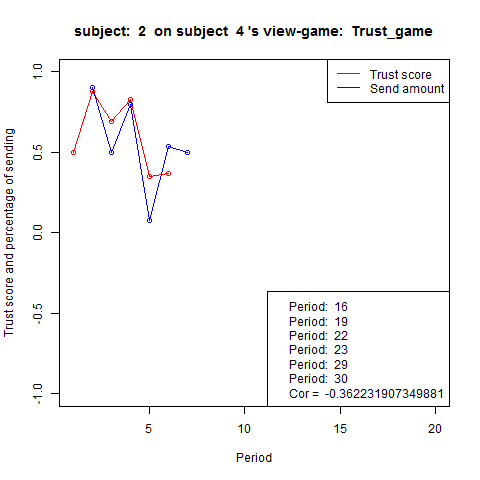 subject:  2  on subject  4 's view-game:  Trust_game
Trust score
Send amount
Trust score and percentage of sending
1.0
0.5
0.0
-0.5
-1.0
Period:  16
Period:  19
Period:  22
Period:  23
Period:  29
Period:  30
Cor =  -0.362231907349881
5
10
15
20
Period